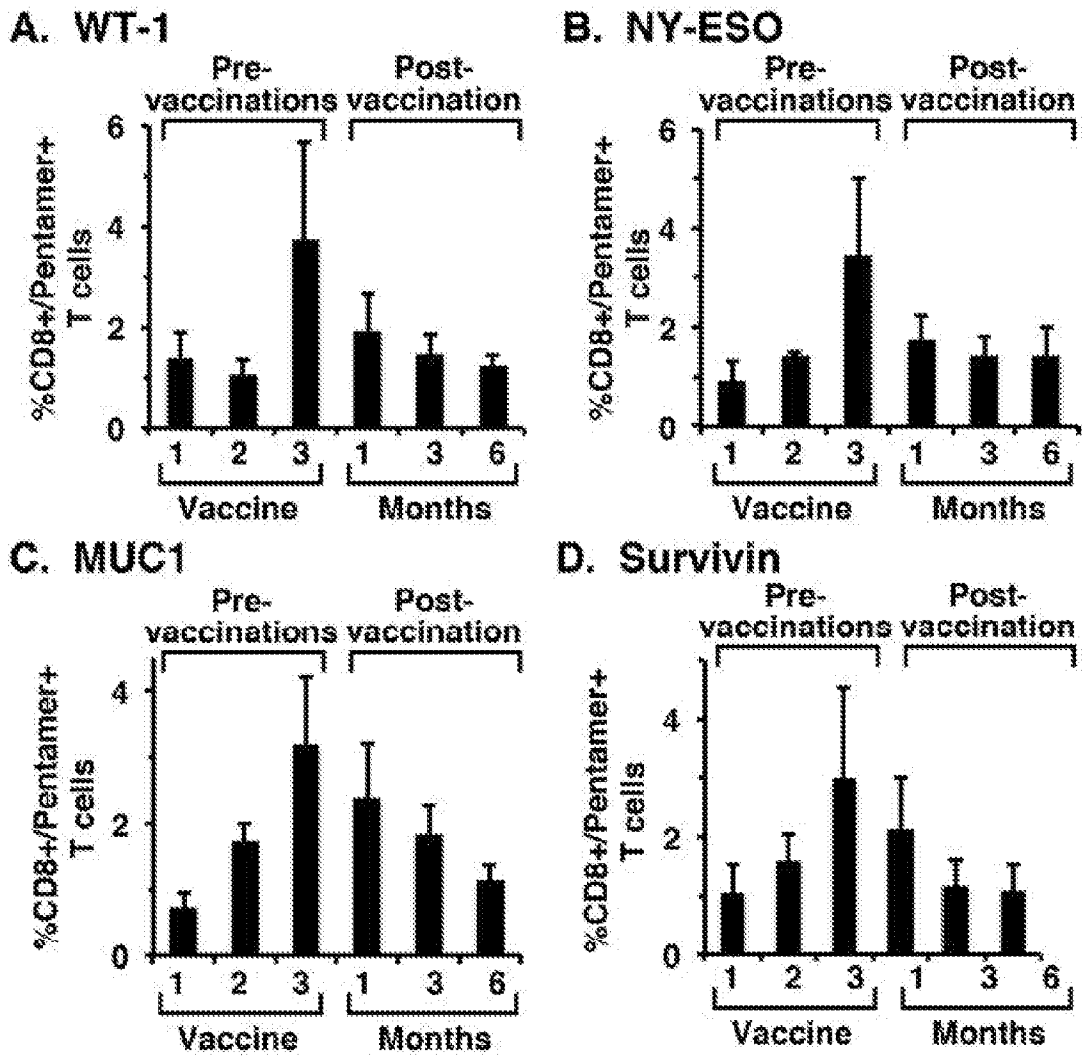 A. WT-1
Pre-
vaccinations
Post-
vaccination
%CD8+/Pentamer+
T cells
6
4
2
0
1 2 3 1 3 6
Vaccine Months
B. NY-ESO
Pre-
vaccinations
Post-
vaccination
%CD8+/Pentamer+
T cells
6
4
2
0
1 2 3 1 3 6
Vaccine Months
C. MUC1
Pre-
vaccinations
Post-
vaccination
%CD8+/Pentamer+
T cells
4
2
0
1 2 3 1 3 6
Vaccine Months
D. Survivin
Pre-
vaccinations
Post-
vaccination
%CD8+/Pentamer+
T cells
4
2
0
1 2 3 1 3 6
Vaccine Months